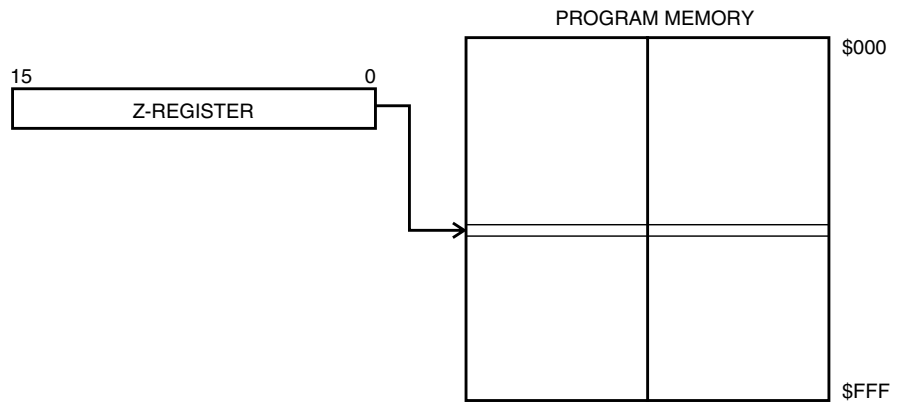 PROGRAM MEMORY
$000
15 0
Z-REGISTER
$FFF